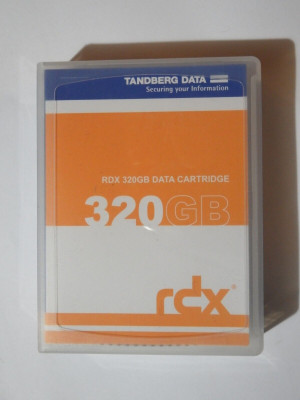 TANDBERG DATA
Securing your Information
RDX 320GB DATA CARTRIDGE
320GB
rdx®